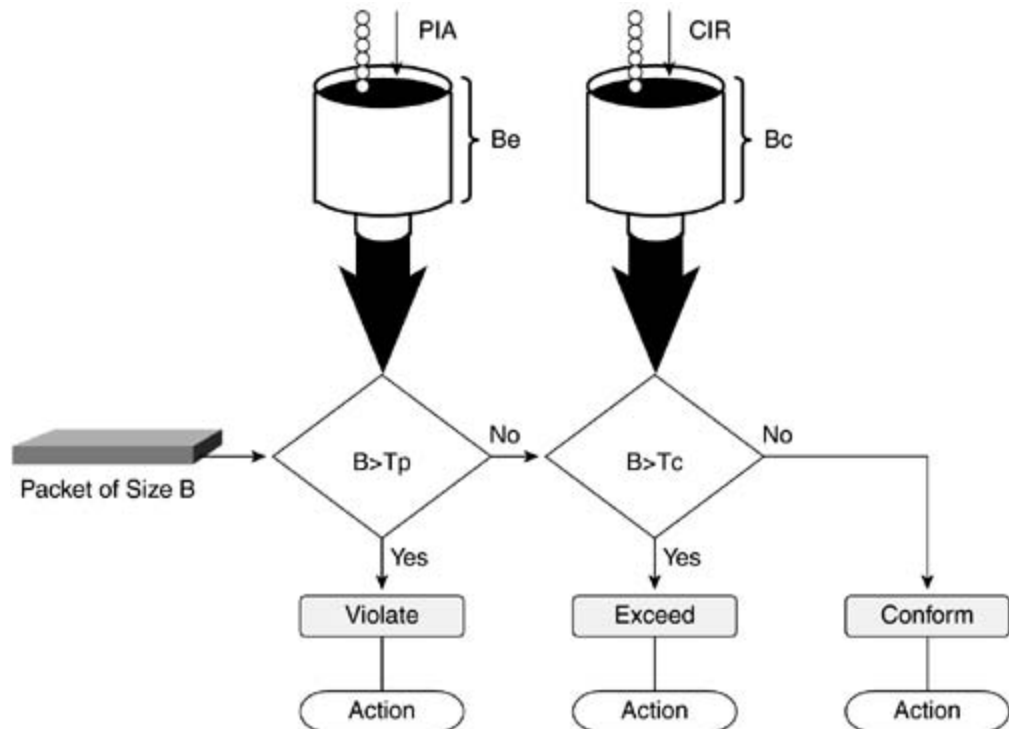 PIA
CIR
Be
Bc
Packet of Size B
B>Tp
No
B>Tc
No
Yes
Yes
Violate
Exceed
Conform
Action
Action
Action